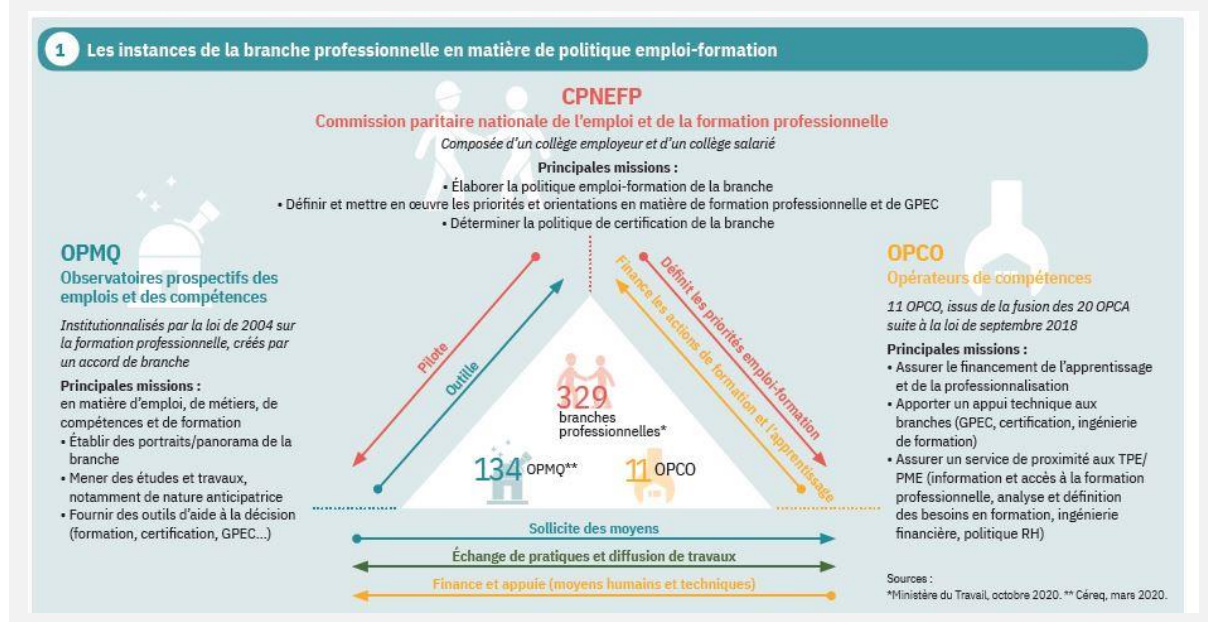 1 Les instances de la branche professionnelle en matière de politique emploi-formation
CPNEFP
Commission paritaire nationale de l'emploi et de la formation professionnelle
Composée d'un collège employeur et d'un collège salarié
Principales missions :
• Élaborer la politique emploi-formation de la branche
• Définir et mettre en œuvre les priorités et orientations en matière de formation professionnelle et de GPEC
• Déterminer la politique de certification de la branche
OPMQ
Observatoires prospectifs des
emplois et des compétences
Institutionnalisés par la loi de 2004 sur
la formation professionnelle, créés par
un accord de branche
Principales missions :
en matière d'emploi, de métiers, de
compétences et de formation
• Établir des portraits/panorama de la
branche
• Mener des études et travaux,
notamment de nature anticipatrice
• Fournir des outils d'aide à la décision
(formation, certification, GPEC...)
Pilote
Outille
Définit les priorités emploi-formation
Finance les actions de formation et l'apprentissage
329
branches
professionnelles*
134 OPMQ**
11 OPCO
Sollicite des moyens
Échange de pratiques et diffusion de travaux
Finance et appuie (moyens humains et techniques)
OPCO
Opérateurs de compétences
11 OPCO, issus de la fusion des 20 OPCA
suite à la loi de septembre 2018
Principales missions :
• Assurer le financement de l'apprentissage
et de la professionnalisation
• Apporter un appui technique aux
branches (GPEC, certification, ingénierie
de formation)
• Assurer un service de proximité aux TPE/
PME (information et accès à la formation
professionnelle, analyse et définition
des besoins en formation, ingénierie
financière, politique RH)
Sources :
*Ministère du Travail, octobre 2020. ** Céreq, mars 2020.